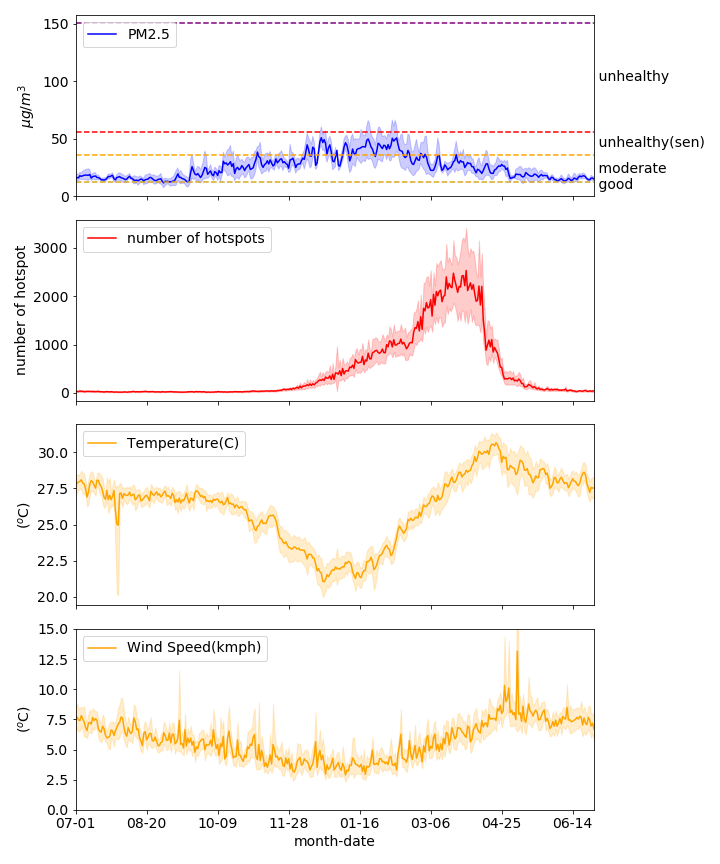 150
PM2.5
100
unhealthy
μg/m³
50
unhealthy(sen)
moderate
good
0
number of hotspots
3000
2000
1000
0
number of hotspot
Temperature(C)
30.0
27.5
25.0
22.5
20.0
(°C)
15.0
Wind Speed(kmph)
12.5
10.0
7.5
5.0
2.5
0.0
(°C)
07-01 08-20 10-09 11-28 01-16 03-06 04-25 06-14
month-date